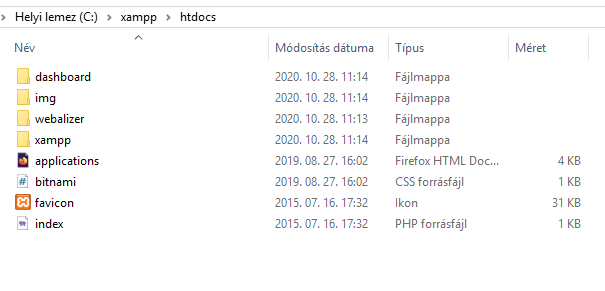 Helyi lemez (C:) xampp htdocs
Név Módosítás dátuma Típus Méret
dashboard 2020. 10. 28. 11:14 Fájlmappa
img 2020. 10. 28. 11:14 Fájlmappa
webalizer 2020. 10. 28. 11:13 Fájlmappa
xampp 2020. 10. 28. 11:14 Fájlmappa
applications 2019. 08. 27. 16:02 Firefox HTML Doc... 4 KB
bitnami 2019. 08. 27. 16:02 CSS forrásfájl 1 KB
favicon 2015. 07. 16. 17:32 Ikon 31 KB
index 2015. 07. 16. 17:32 PHP forrásfájl 1 KB